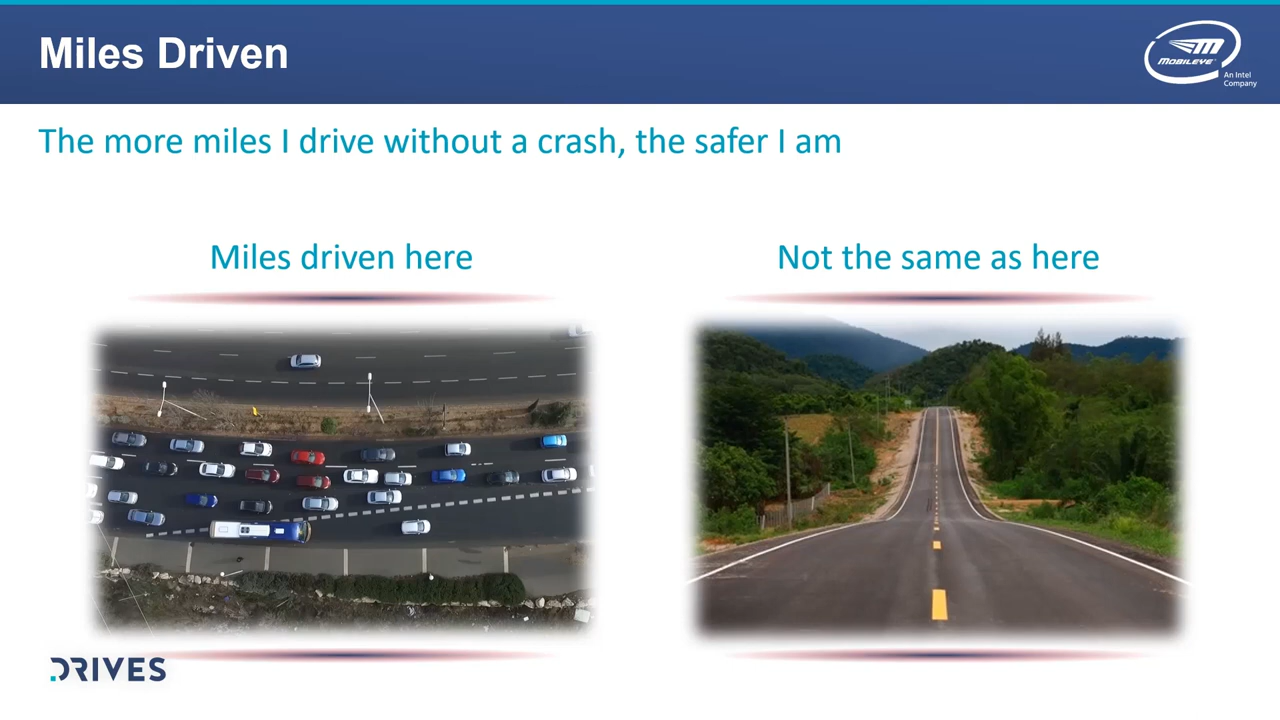 Miles Driven
MOBILEYE
An Intel
Company
The more miles I drive without a crash, the safer I am
Miles driven here
Not the same as here
DRIVES